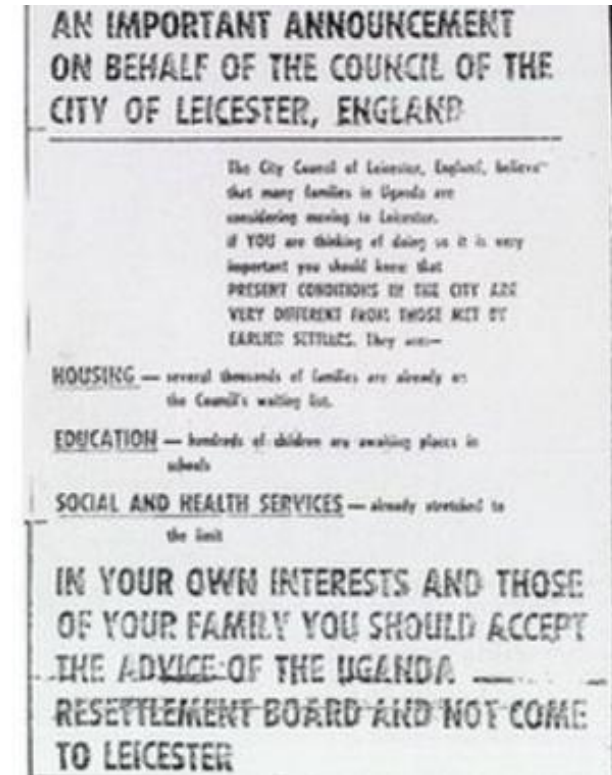 AN IMPORTANT ANNOUNCEMENT
ON BEHALF OF THE COUNCIL OF THE
CITY OF LEICESTER, ENGLAND
The City Council of Leicester, England, believe
that many families in Uganda are
considering moving to Leicester.
If YOU are thinking of doing so it is very
important you should know that
PRESENT CONDITIONS IN THE CITY ARE
VERY DIFFERENT FROM THOSE MET BY
EARLIER SETTLERS. They are:—
HOUSING — several thousands of families are already on
the Council's waiting list.
EDUCATION — hundreds of children are awaiting places in
schools
SOCIAL AND HEALTH SERVICES — already stretched to
the limit
IN YOUR OWN INTERESTS AND THOSE
OF YOUR FAMILY YOU SHOULD ACCEPT
THE ADVICE OF THE UGANDA
RESETTLEMENT BOARD AND NOT COME
TO LEICESTER